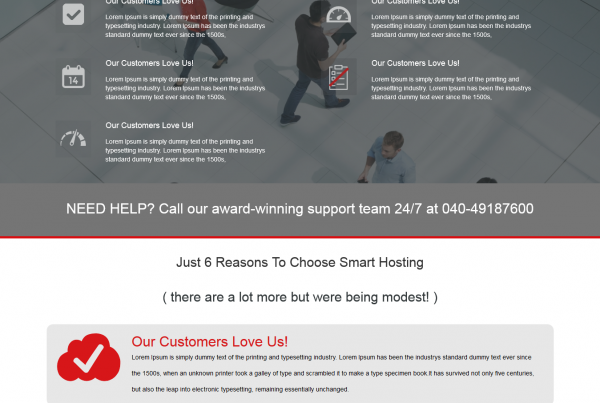 Our Customers Love Us!
Lorem Ipsum is simply dummy text of the printing and
typesetting industry. Lorem Ipsum has been the industrys
standard dummy text ever since the 1500s,
Our Customers Love Us!
Lorem Ipsum is simply dummy text of the printing and
typesetting industry. Lorem Ipsum has been the industrys
standard dummy text ever since the 1500s,
14
Our Customers Love Us!
Lorem Ipsum is simply dummy text of the printing and
typesetting industry. Lorem Ipsum has been the industrys
standard dummy text ever since the 1500s,
Our Customers Love Us!
Lorem Ipsum is simply dummy text of the printing and
typesetting industry. Lorem Ipsum has been the industrys
standard dummy text ever since the 1500s,
Our Customers Love Us!
Lorem Ipsum is simply dummy text of the printing and
typesetting industry. Lorem Ipsum has been the industrys
standard dummy text ever since the 1500s,
NEED HELP? Call our award-winning support team 24/7 at 040-49187600
Just 6 Reasons To Choose Smart Hosting
( there are a lot more but were being modest! )
Our Customers Love Us!
Lorem Ipsum is simply dummy text of the printing and typesetting industry. Lorem Ipsum has been the industrys standard dummy text ever since
the 1500s, when an unknown printer took a galley of type and scrambled it to make a type specimen book.It has survived not only five centuries,
but also the leap into electronic typesetting, remaining essentially unchanged.